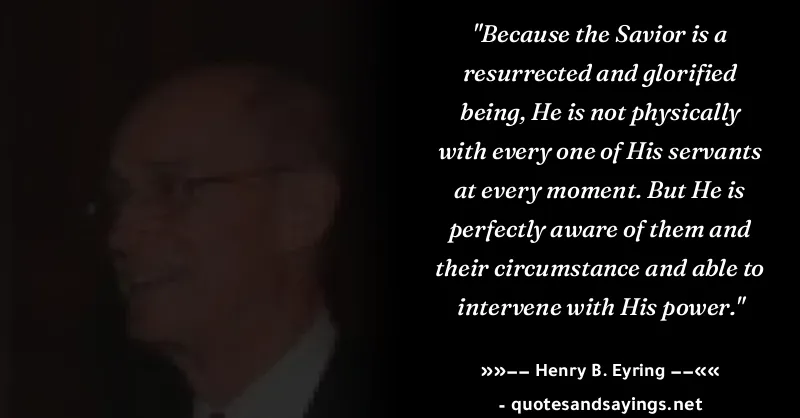 "Because the Savior is a
resurrected and glorified
being, He is not physically
with every one of His servants
at every moment. But He is
perfectly aware of them and
their circumstance and able to
intervene with His power."
»»−− Henry B. Eyring −−««
- quotesandsayings.net